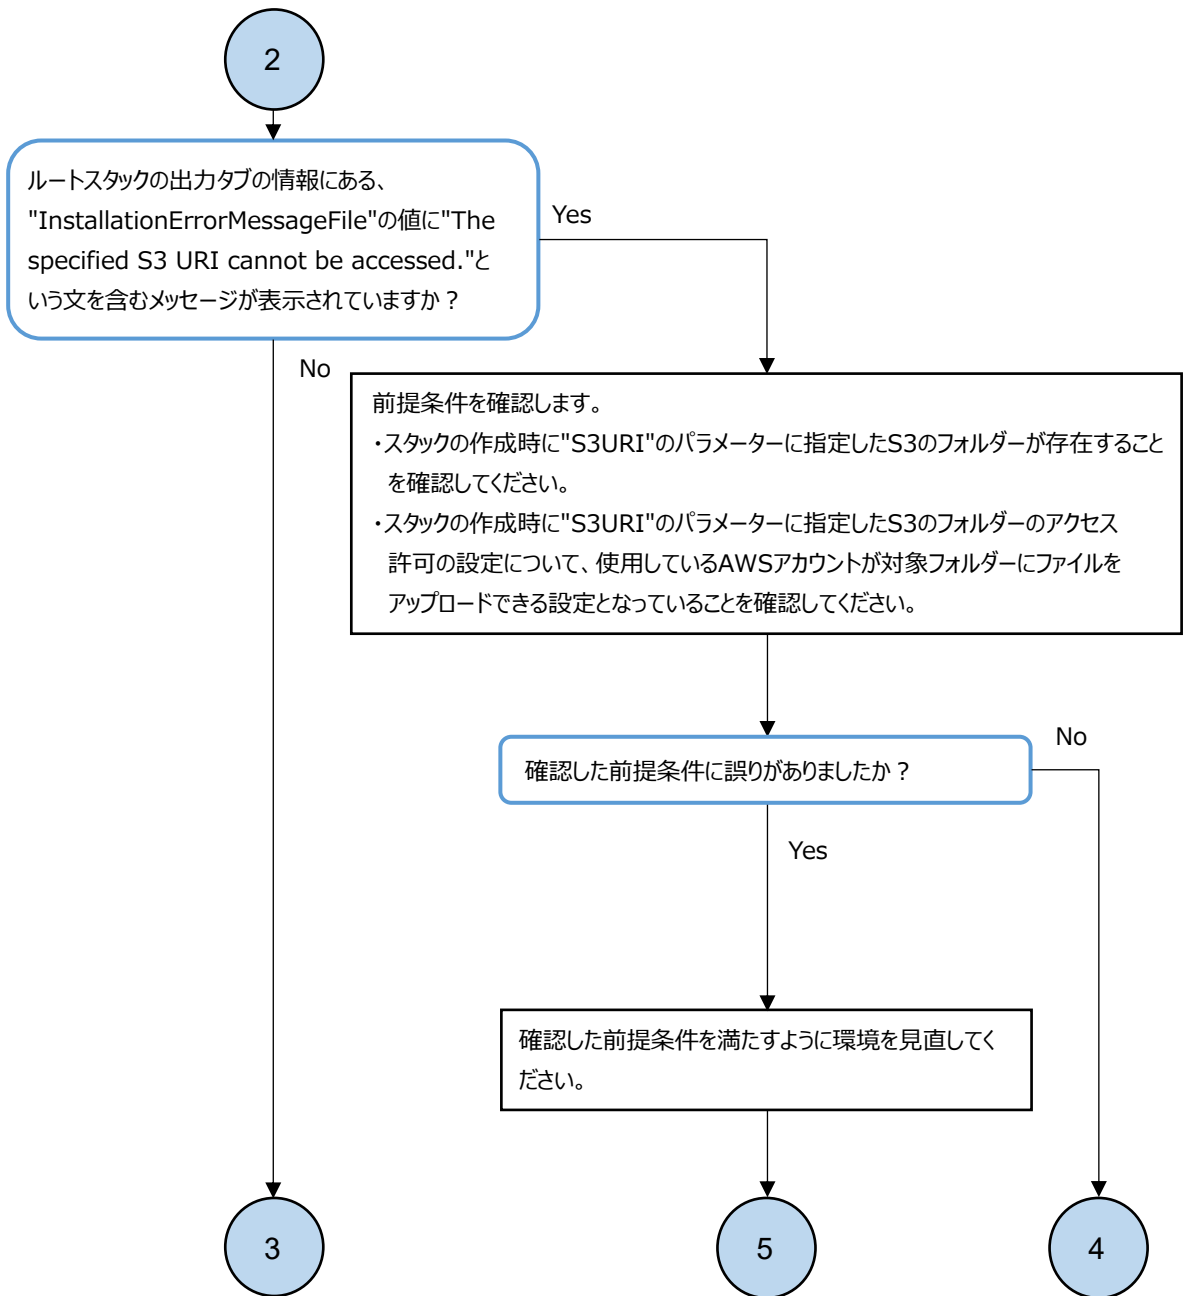 2
ルートスタックの出力タブの情報にある、
"InstallationErrorMessageFile"の値に"The
specified S3 URI cannot be accessed."と
いう文を含むメッセージが表示されていますか？
Yes
No
前提条件を確認します。
・スタックの作成時に"S3URI"のパラメーターに指定したS3のフォルダーが存在すること
を確認してください。
・スタックの作成時に"S3URI"のパラメーターに指定したS3のフォルダーのアクセス
許可の設定について、使用しているAWSアカウントが対象フォルダーにファイルを
アップロードできる設定となっていることを確認してください。
確認した前提条件に誤りがありましたか？
No
Yes
確認した前提条件を満たすように環境を見直してく
ださい。
3
5
4